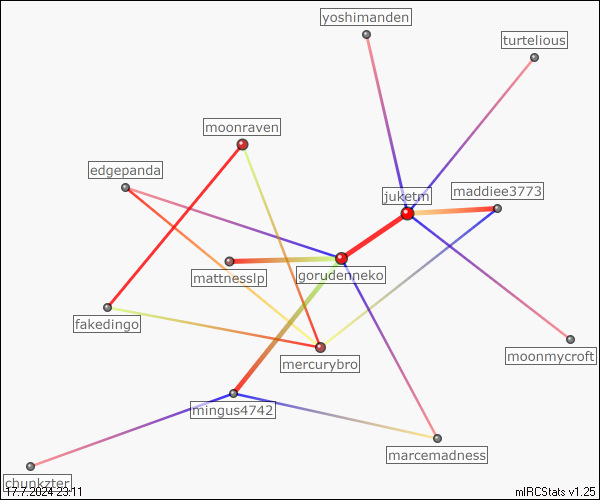 yoshimanden
turtelious
moonraven
edgepanda
juketm
maddiee3773
mattnesslp
gorudenneko
fakedingo
moonmycroft
mercurybro
mingus4742
marcemadness
chunkzter
17.7.2024 23:11
mIRCStats v1.25